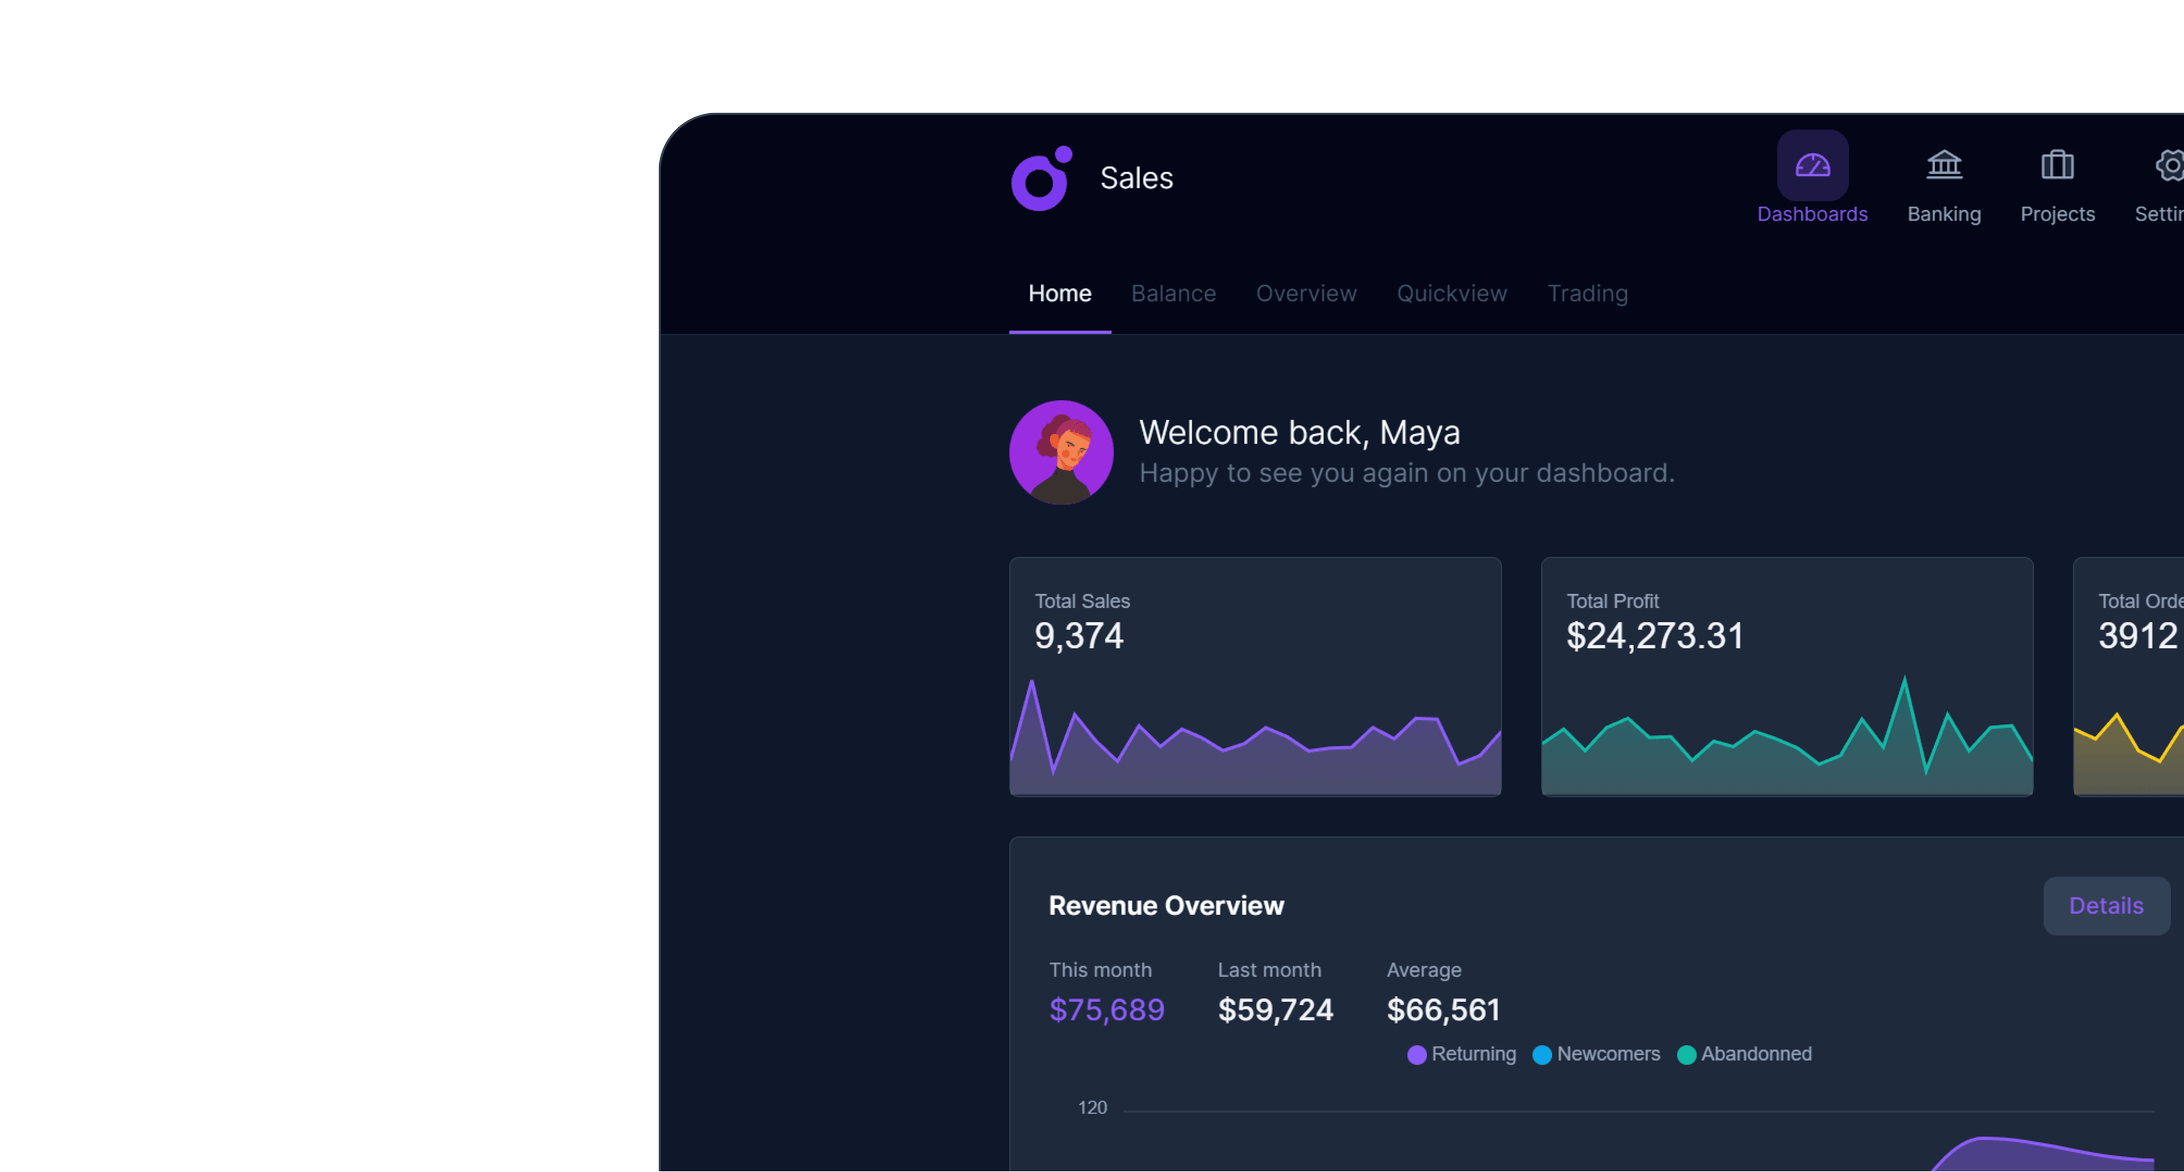 Sales
Dashboards
Banking
Projects
Home
Balance
Overview
Quickview
Trading
Welcome back, Maya
Happy to see you again on your dashboard.
Total Sales
9,374
Total Profit
$24,273.31
Total
3912
Revenue Overview
Details
This month
Last month
Average
$75,689
$59,724
$66,561
Returning
Newcomers
Abandonned
120